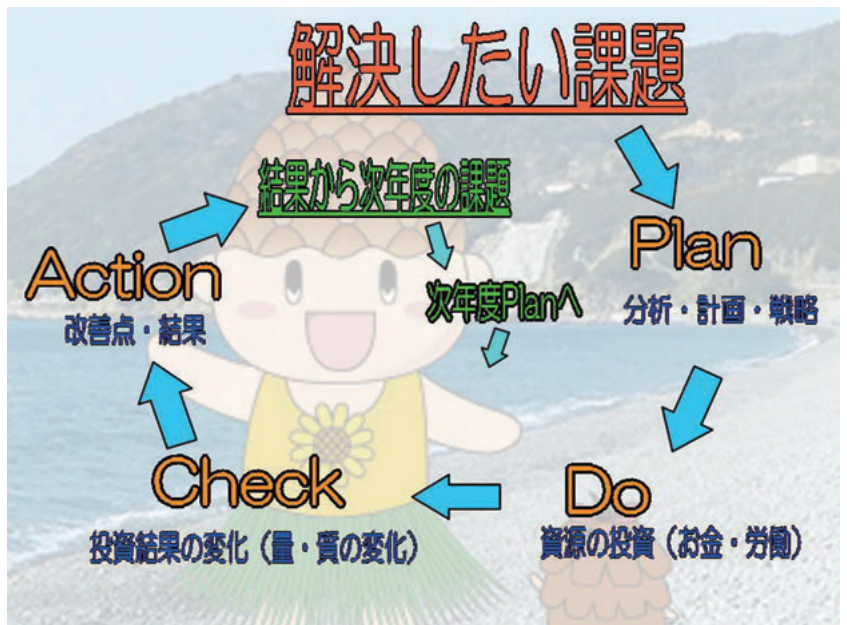 解決したい課題
Plan
分析・計画・戦略
Do
資源の投資（お金・労働）
Check
投資結果の変化（量・質の変化）
Action
改善点・結果
結果から次年度の課題
次年度Planへ